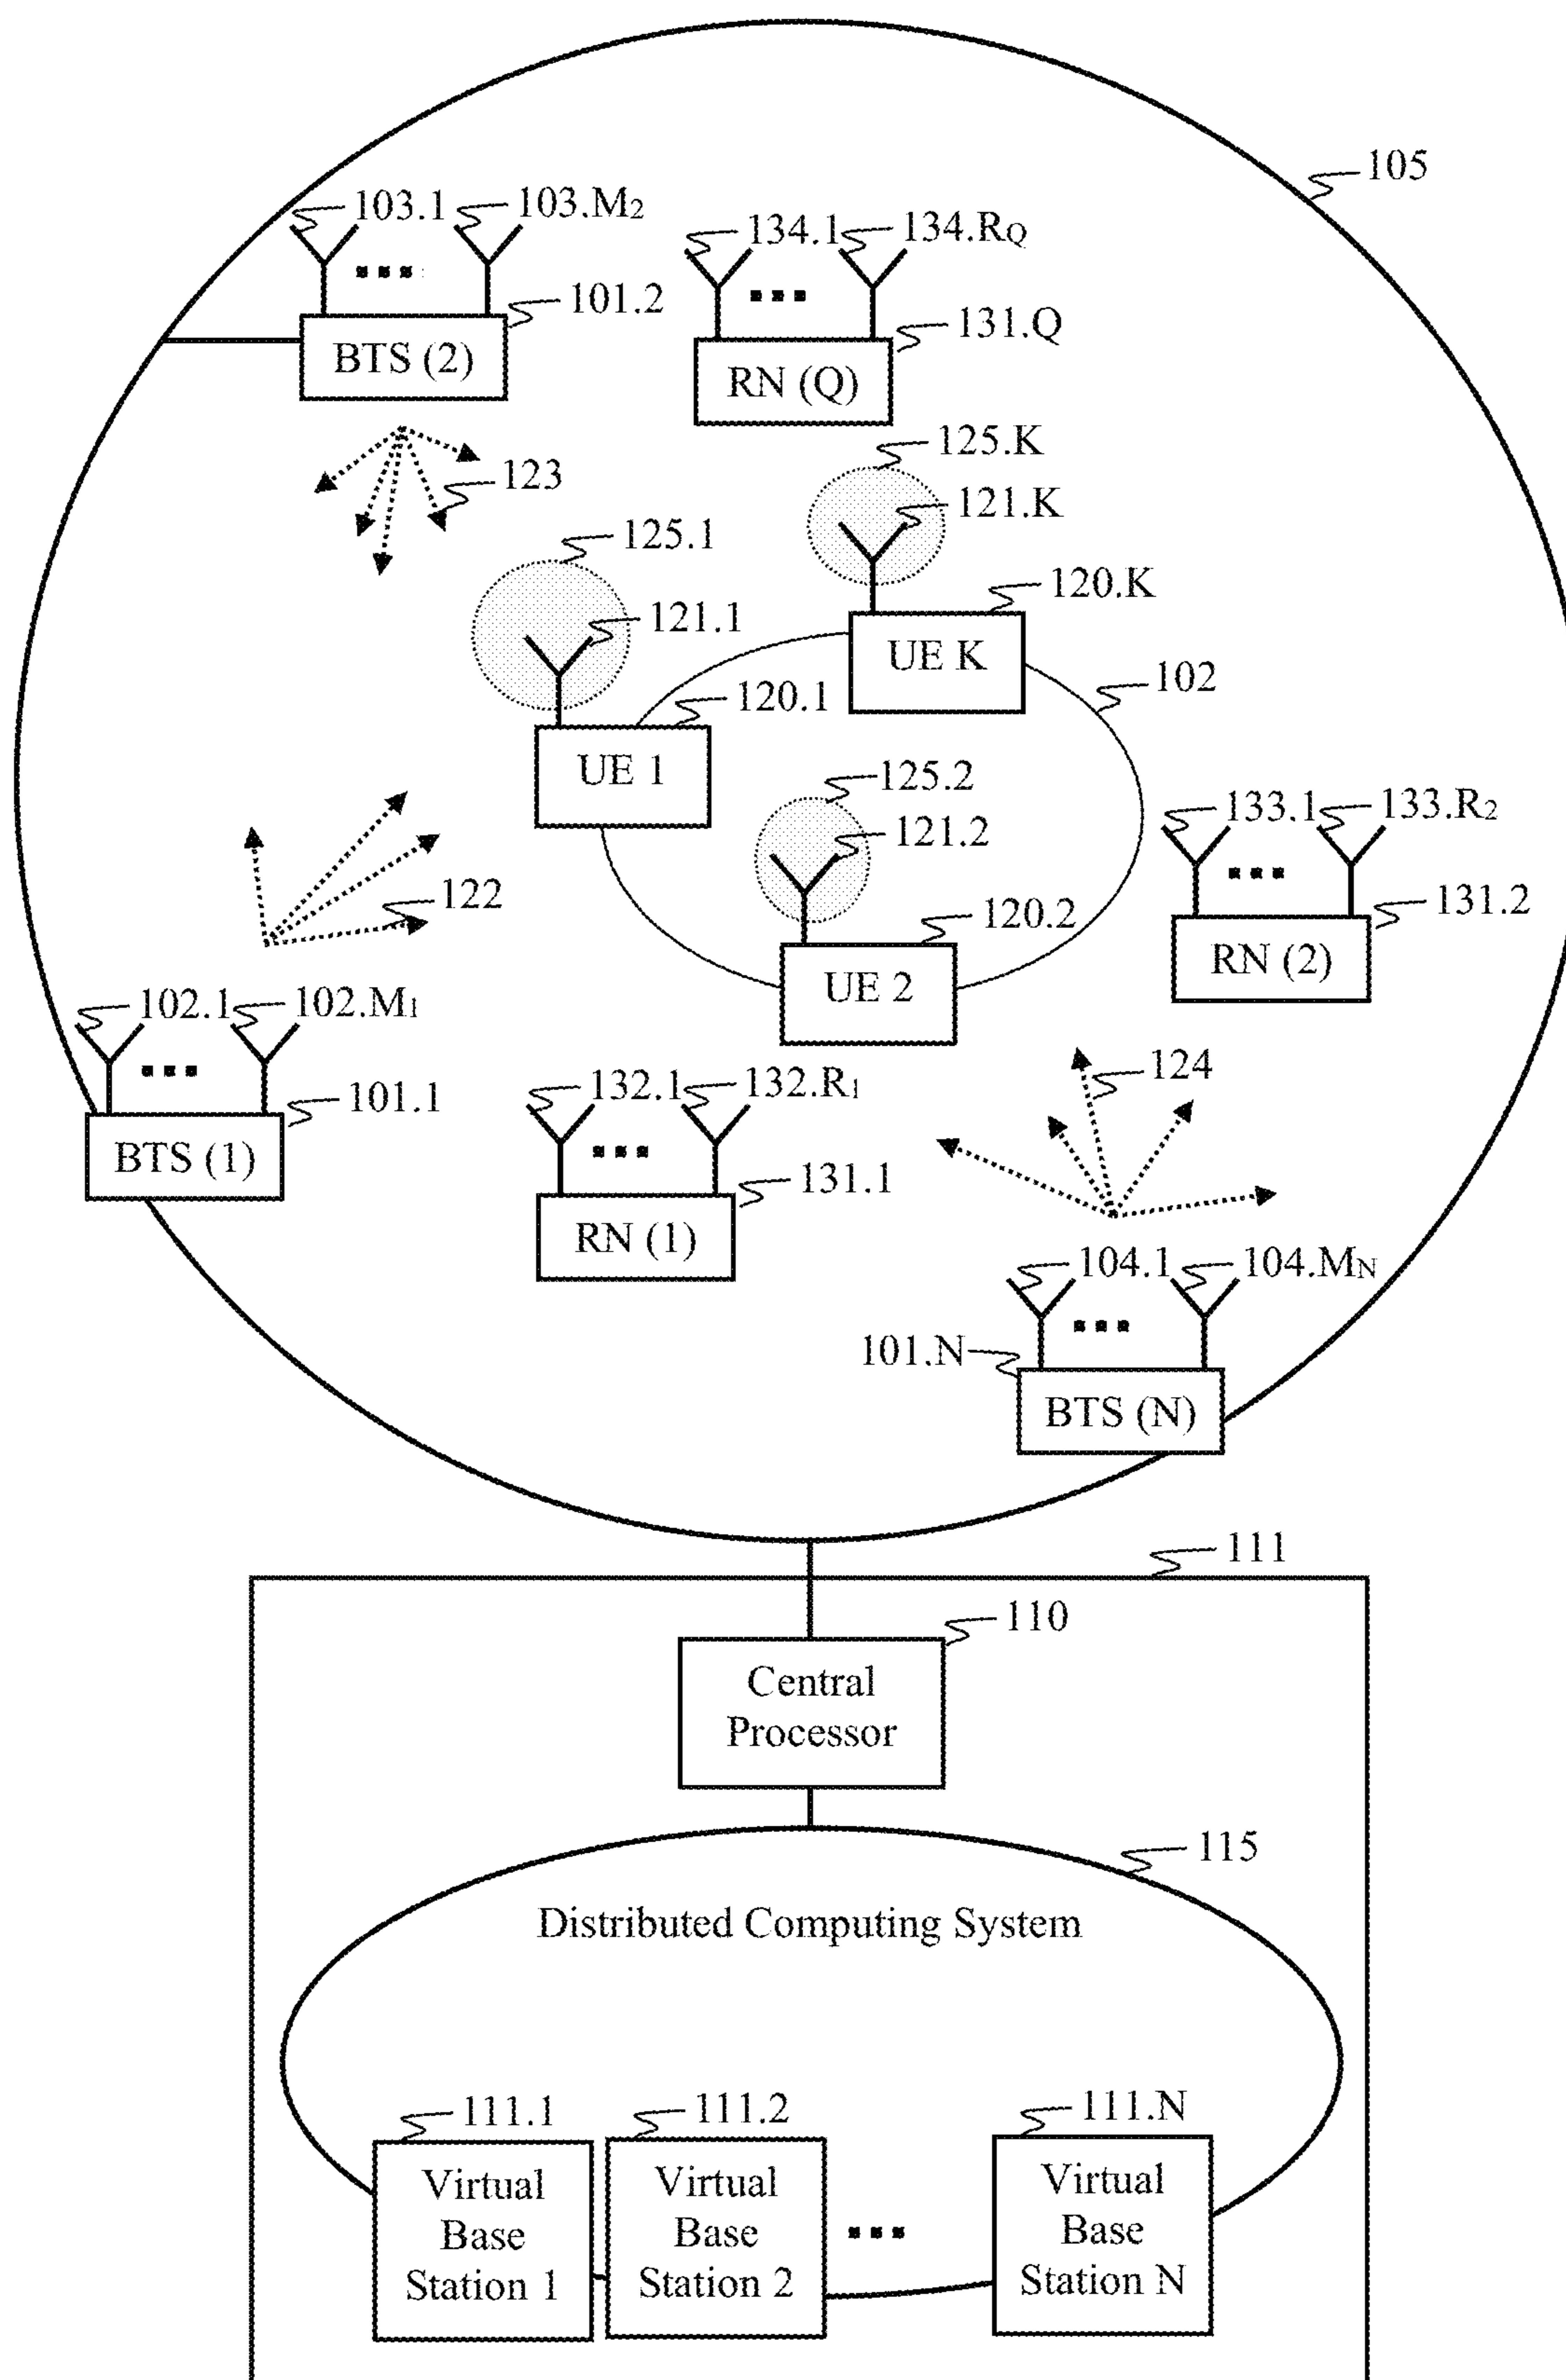 105
103.1
103.M2
134.1
134.RQ
101.2
131.Q
BTS (2)
RN (Q)
125.K
123
121.K
125.1
120.K
121.1
UE K
102
120.1
UE 1
125.2
133.1
133.R2
121.2
122
131.2
120.2
RN (2)
UE 2
102.1
102.M1
124
132.1
132.R1
101.1
BTS (1)
131.1
RN (1)
104.1
104.MN
101.N
BTS (N)
111
110
Central
Processor
115
Distributed Computing System
111.1
111.2
111.N
Virtual
Base
Station 1
Virtual
Base
Station 2
Virtual
Base
Station N